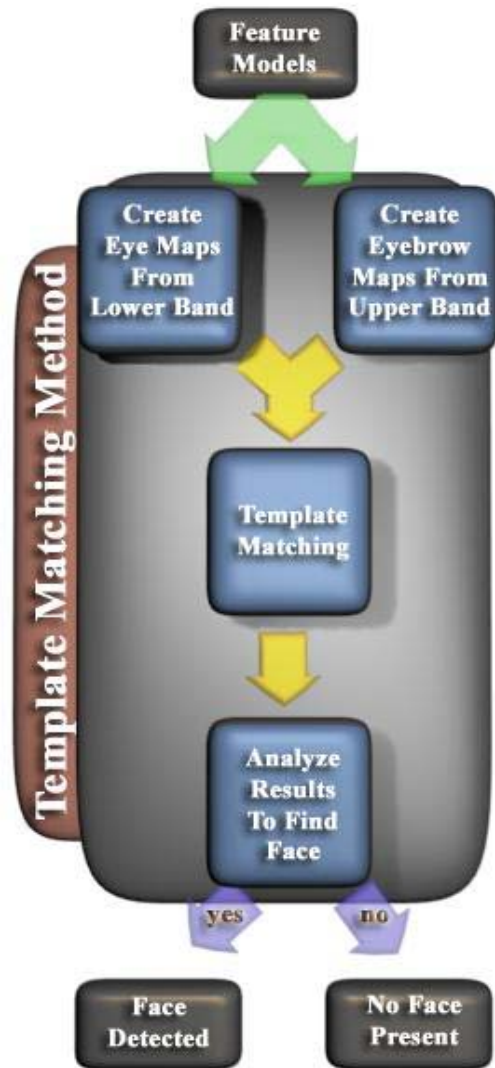 Feature
Models
Create
Eye Maps
From
Lower Band
Create
Eyebrow
Maps From
Upper Band
Template Matching Method
Template
Matching
Analyze
Results
To Find
Face
yes
no
Face
Detected
No Face
Present